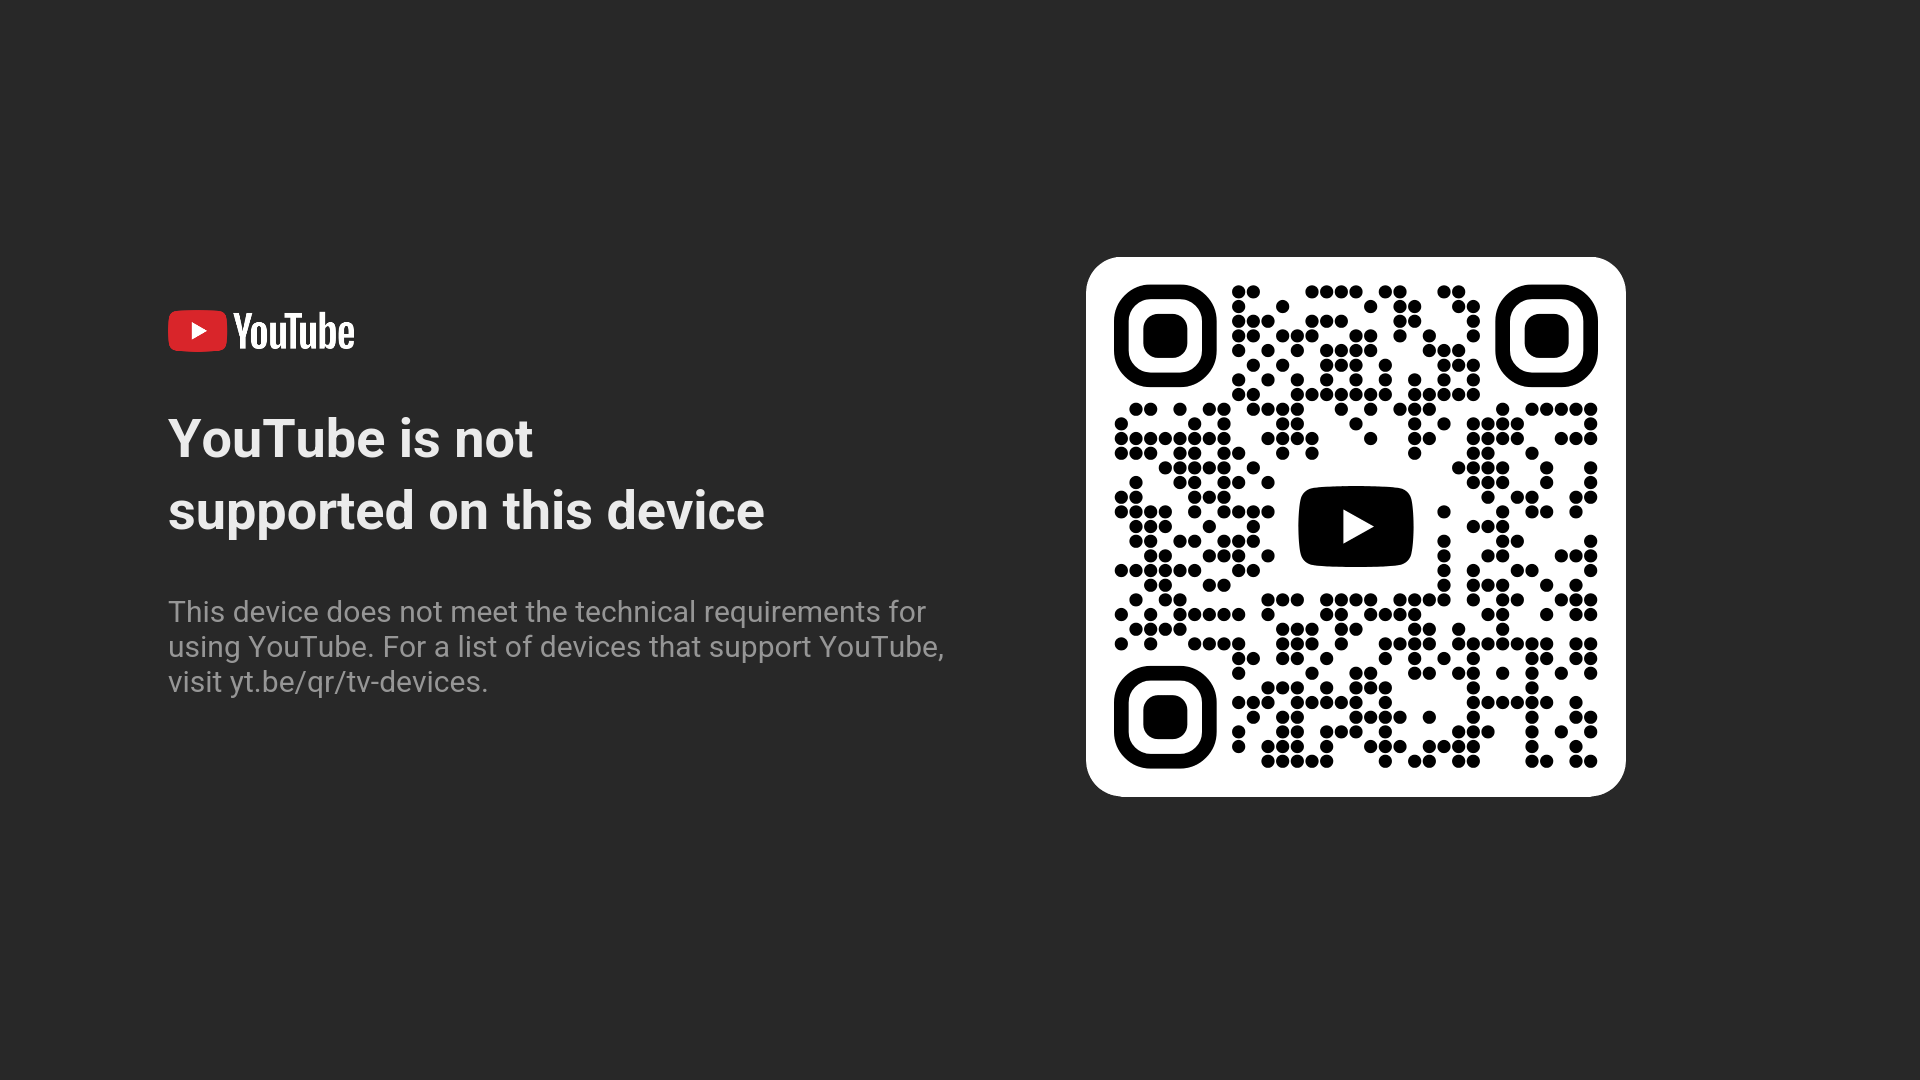 YouTube
YouTube is not
supported on this device
This device does not meet the technical requirements for
using YouTube. For a list of devices that support YouTube,
visit yt.be/qr/tv-devices.